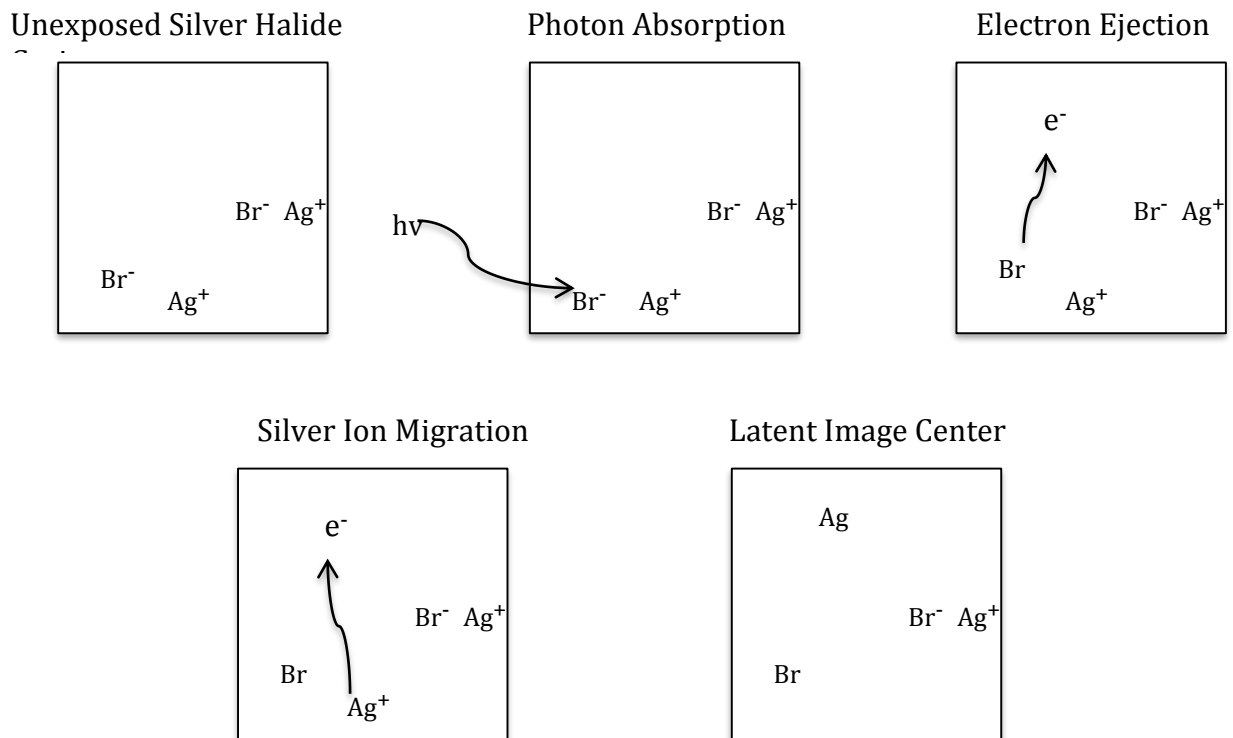 Unexposed Silver Halide
Photon Absorption
Electron Ejection
Br⁻ Ag⁺
Br⁻
Ag⁺
hν
Br⁻ Ag⁺
Br⁻ Ag⁺
e⁻
Br⁻ Ag⁺
Br
Ag⁺
Silver Ion Migration
Latent Image Center
e⁻
Br⁻ Ag⁺
Br
Ag⁺
Ag
Br⁻ Ag⁺
Br